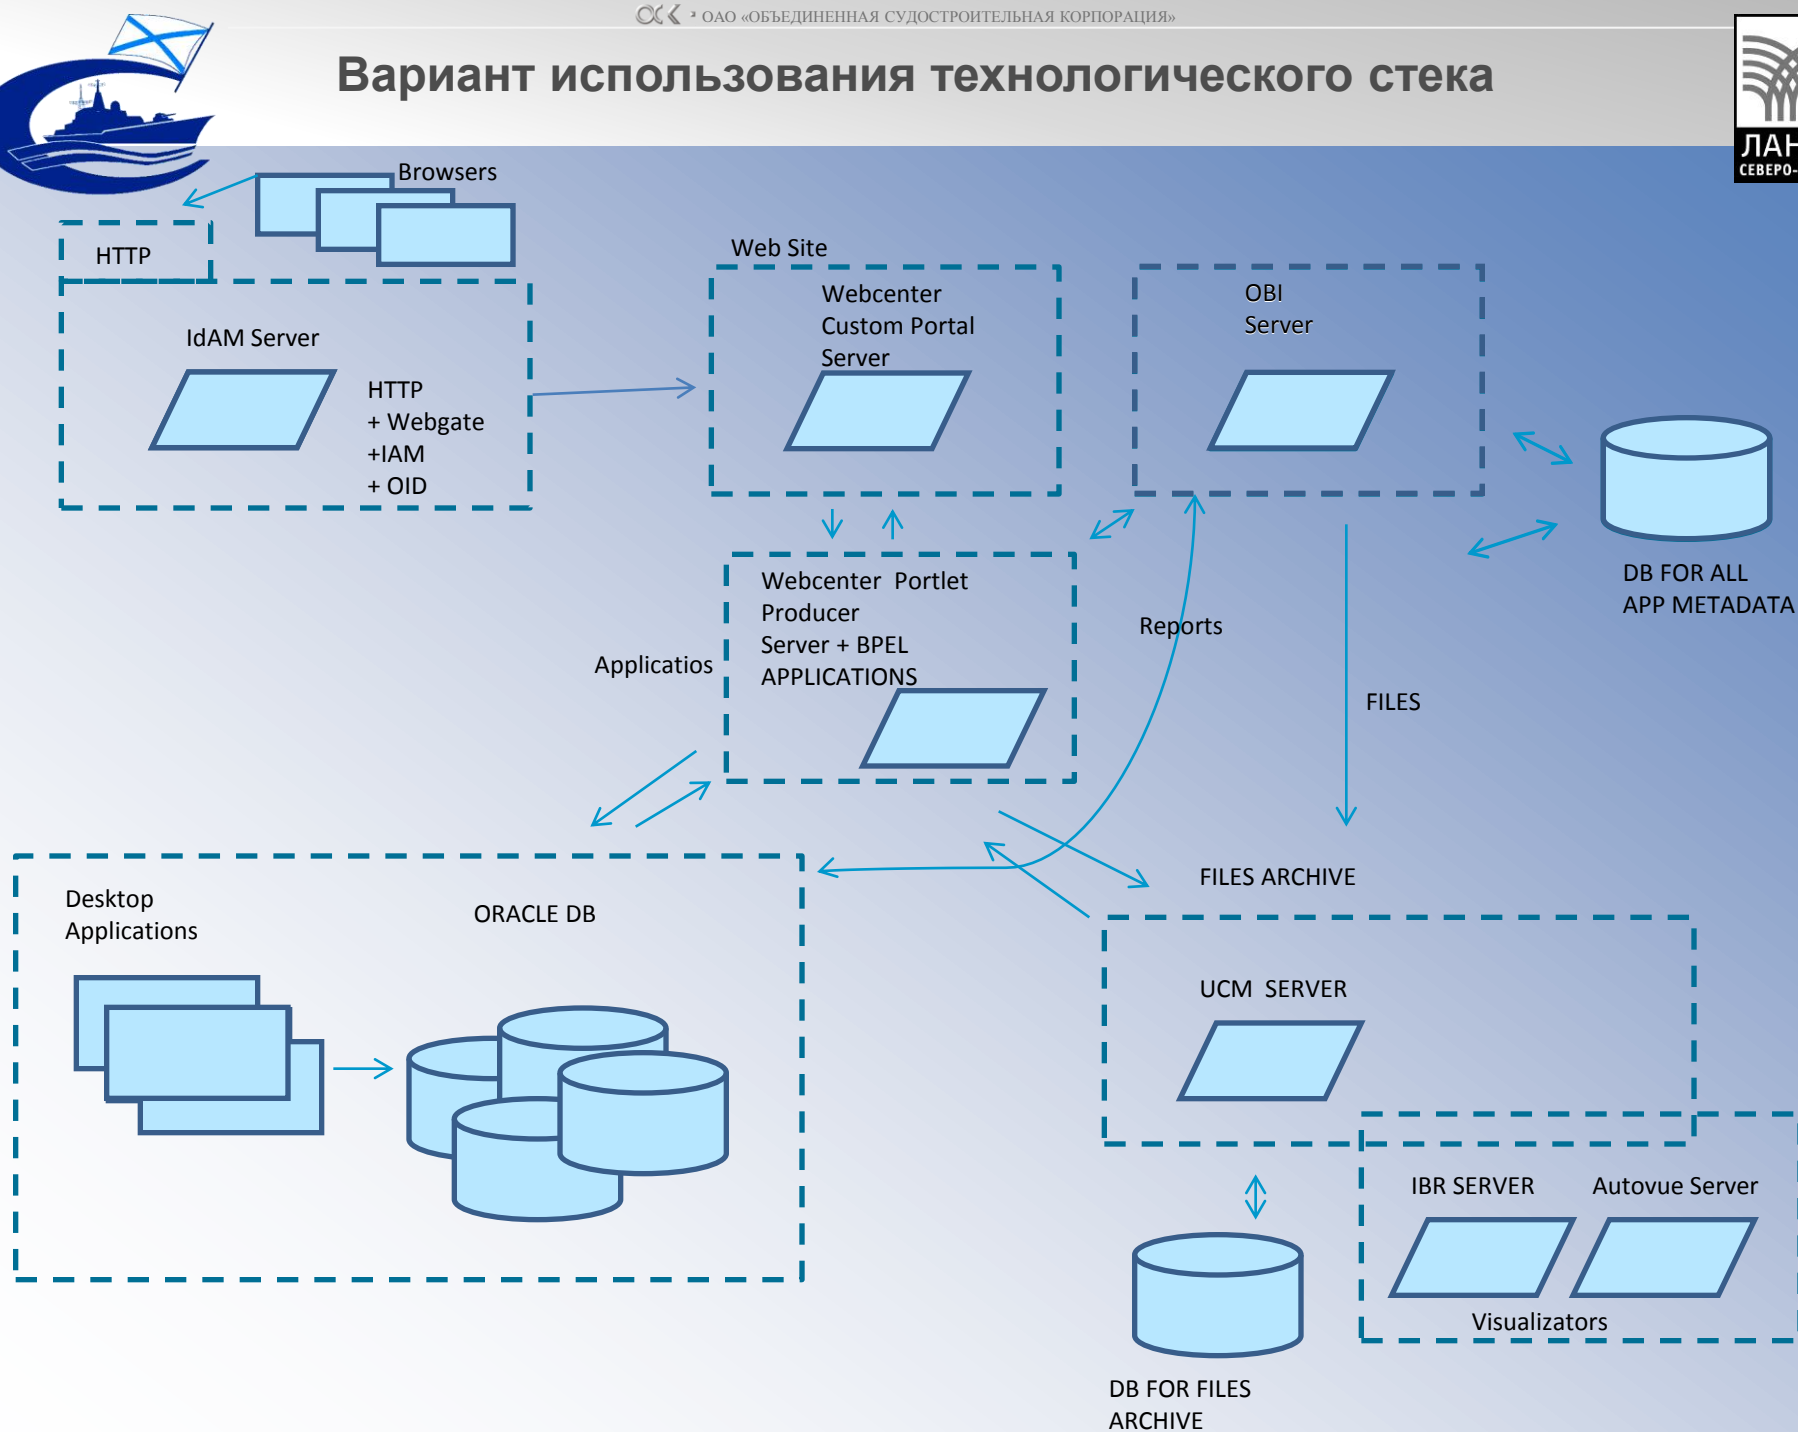 ОАО «ОБЪЕДИНЕННАЯ СУДОСТРОИТЕЛЬНАЯ КОРПОРАЦИЯ»
Вариант использования технологического стека
Browsers
HTTP
IdAM Server
HTTP
+ Webgate
+IAM
+ OID
Web Site
Webcenter
Custom Portal
Server
OBI
Server
DB FOR ALL
APP METADATA
Webcenter Portlet
Producer
Server + BPEL
APPLICATIONS
Applicatios
Reports
FILES
Desktop
Applications
ORACLE DB
FILES ARCHIVE
UCM SERVER
IBR SERVER
Autovue Server
Visualizators
DB FOR FILES
ARCHIVE